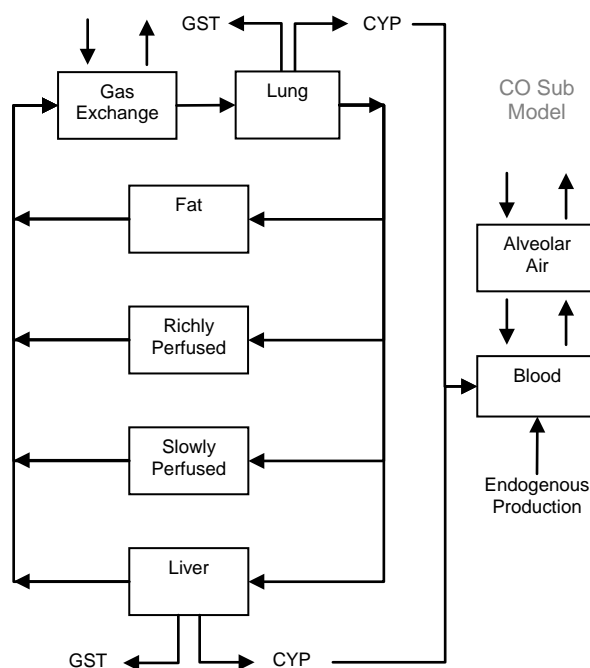 GST
CYP
Gas
Exchange
Lung
CO Sub
Model
Fat
Alveolar
Air
Richly
Perfused
Blood
Slowly
Perfused
Endogenous
Production
Liver
GST
CYP